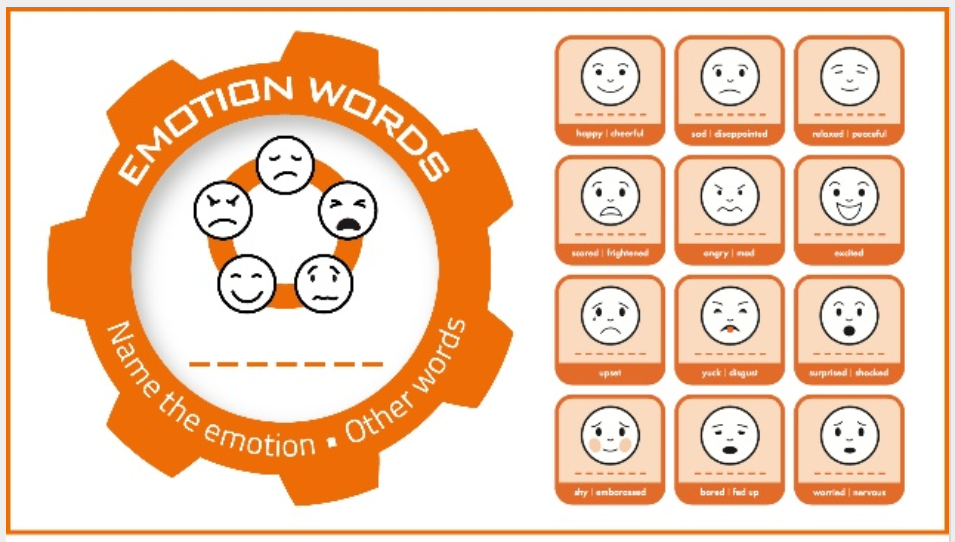 EMOTION WORDS
Name the emotion ▪ Other words
happy | cheerful
sad | disappointed
relaxed | peaceful
scared | frightened
angry | mad
excited
upset
yuck | disgust
surprised | shocked
shy | embarassed
bored | fed up
worried | nervous